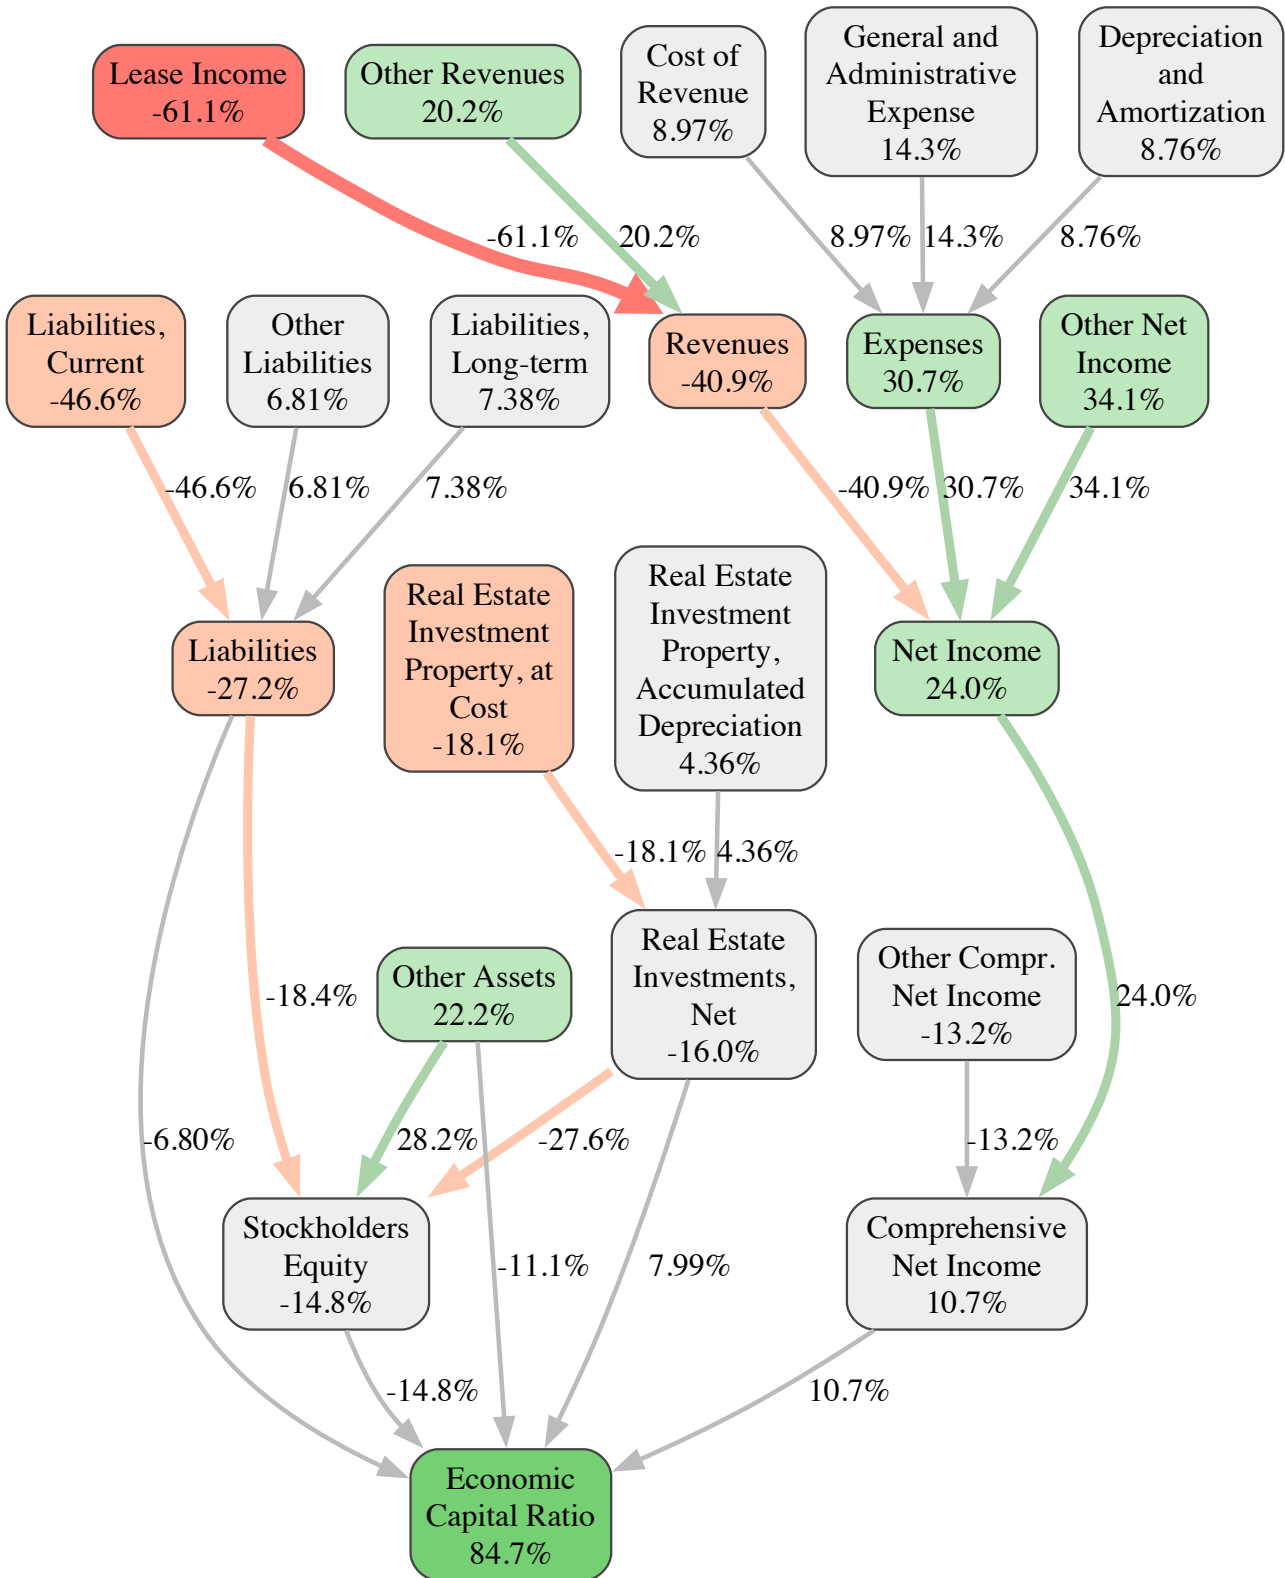 Lease Income
-61.1%
Other Revenues
20.2%
Cost of
Revenue
8.97%
General and
Administrative
Expense
14.3%
Depreciation
and
Amortization
8.76%
-61.1%
20.2%
8.97%
14.3%
8.76%
Liabilities,
Current
-46.6%
Other
Liabilities
6.81%
Liabilities,
Long-term
7.38%
Revenues
-40.9%
Expenses
30.7%
Other Net
Income
34.1%
-46.6%
6.81%
7.38%
-40.9%
30.7%
34.1%
Liabilities
-27.2%
Real Estate
Investment
Property, at
Cost
-18.1%
Real Estate
Investment
Property,
Accumulated
Depreciation
4.36%
Net Income
24.0%
-18.1%
4.36%
-18.4%
Other Assets
22.2%
Real Estate
Investments,
Net
-16.0%
Other Compr.
Net Income
-13.2%
24.0%
-6.80%
28.2%
-27.6%
-13.2%
Stockholders
Equity
-14.8%
-11.1%
7.99%
Comprehensive
Net Income
10.7%
-14.8%
10.7%
Economic
Capital Ratio
84.7%